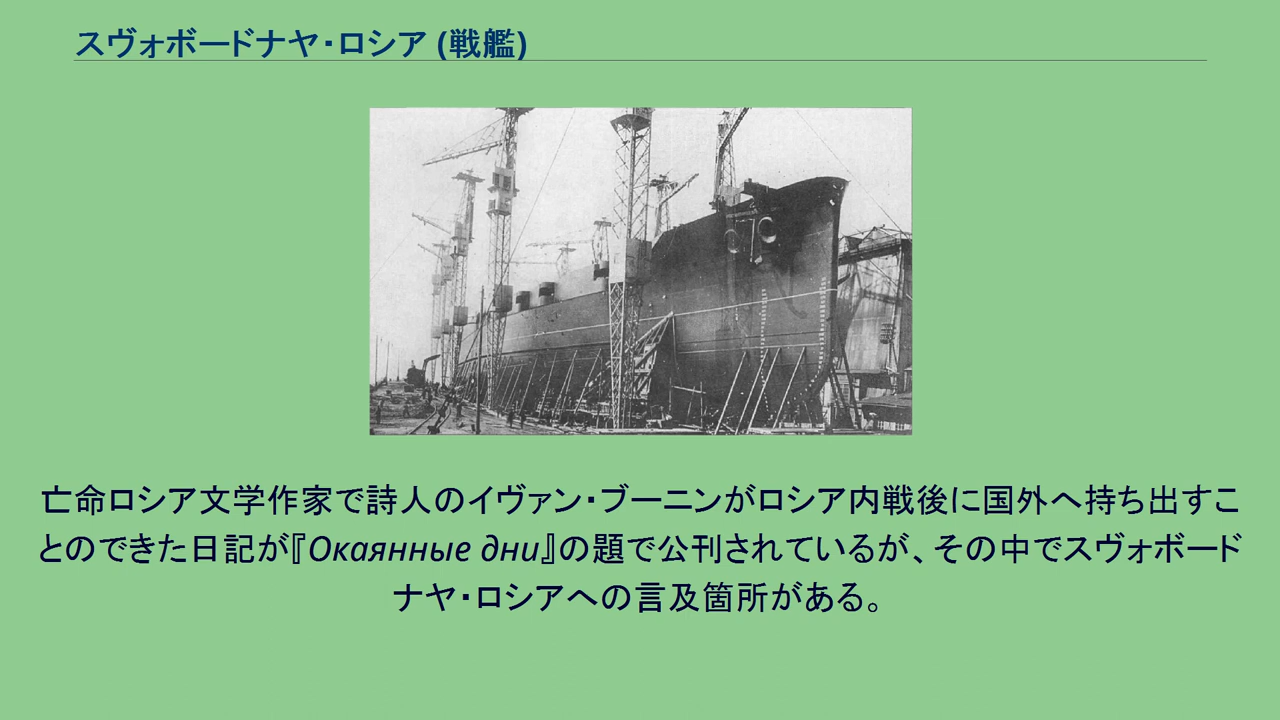 スヴォボードナヤ・ロシア (戦艦)
亡命ロシア文学作家で詩人のイヴァン・ブーニンがロシア内戦後に国外へ持ち出すこ
とのできた日記が『Окаянные дни』の題で公刊されているが、その中でスヴォボード
ナヤ・ロシアへの言及箇所がある。